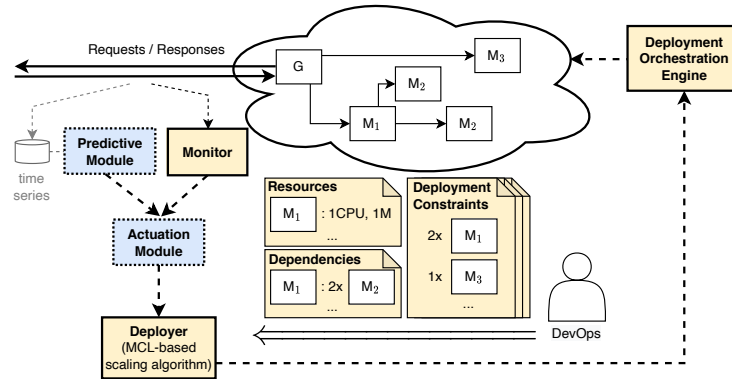 Requests / Responses
G
M3
M2
M1
M2
Deployment
Orchestration
Engine
Predictive
Module
Monitor
time
series
Actuation
Module
Resources
M1 : 1CPU, 1M
...
Dependencies
M1 : 2x M2
...
Deployment
Constraints
2x M1
1x M3
...
DevOps
Deployer
(MCL-based
scaling algorithm)